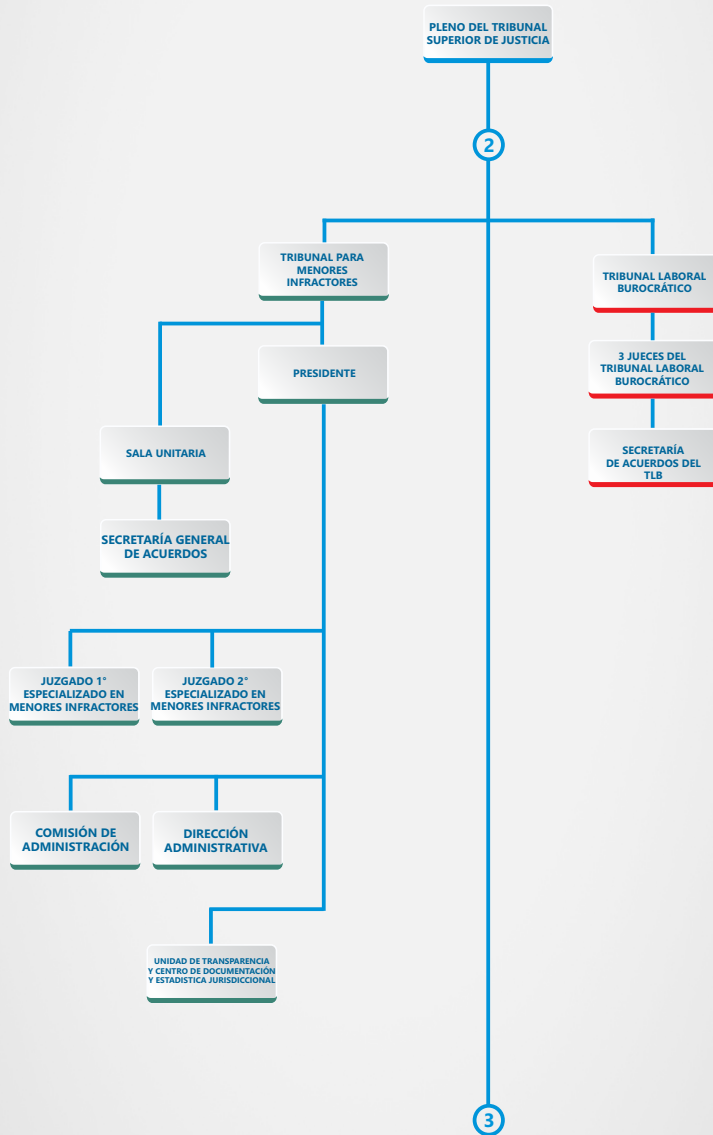 PLENO DEL TRIBUNAL
SUPERIOR DE JUSTICIA
2
TRIBUNAL PARA
MENORES
INFRACTORES
TRIBUNAL LABORAL
BUROCRÁTICO
PRESIDENTE
3 JUECES DEL
TRIBUNAL LABORAL
BUROCRÁTICO
SALA UNITARIA
SECRETARÍA
DE ACUERDOS DEL
TLB
SECRETARÍA GENERAL
DE ACUERDOS
JUZGADO 1°
ESPECIALIZADO EN
MENORES INFRACTORES
JUZGADO 2°
ESPECIALIZADO EN
MENORES INFRACTORES
COMISIÓN DE
ADMINISTRACIÓN
DIRECCIÓN
ADMINISTRATIVA
UNIDAD DE TRANSPARENCIA
Y CENTRO DE DOCUMENTACIÓN
Y ESTADISTICA JURISDICCIONAL
3